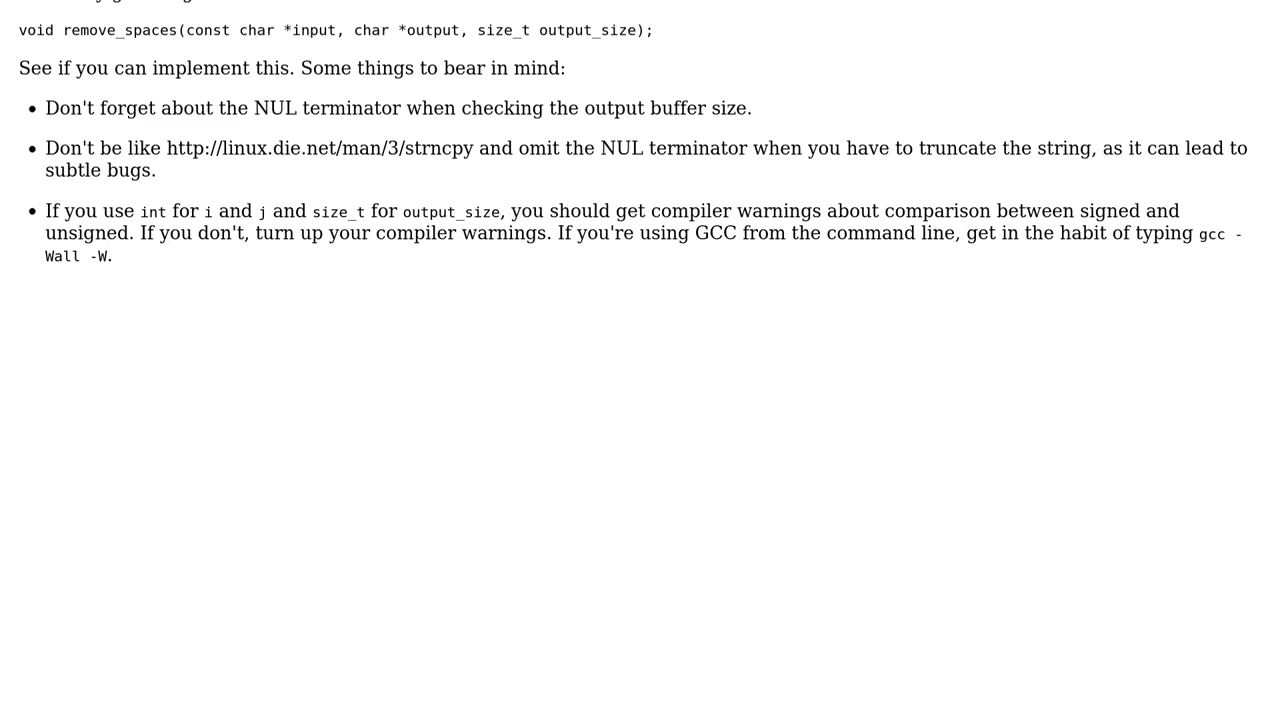 void remove_spaces(const char *input, char *output, size_t output_size);
See if you can implement this. Some things to bear in mind:
• Don't forget about the NUL terminator when checking the output buffer size.
• Don't be like http://linux.die.net/man/3/strncpy and omit the NUL terminator when you have to truncate the string, as it can lead to
subtle bugs.
• If you use int for i and j and size_t for output_size, you should get compiler warnings about comparison between signed and
unsigned. If you don't, turn up your compiler warnings. If you're using GCC from the command line, get in the habit of typing gcc -
Wall -W.